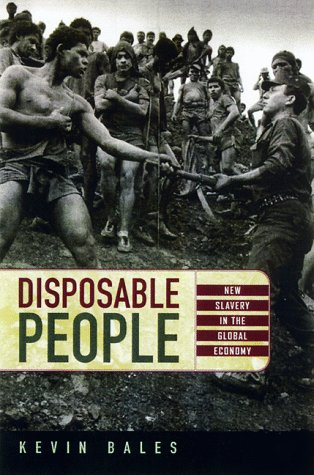 DISPOSABLE
PEOPLE
NEW
SLAVERY
IN THE
GLOBAL
ECONOMY
KEVIN BALES